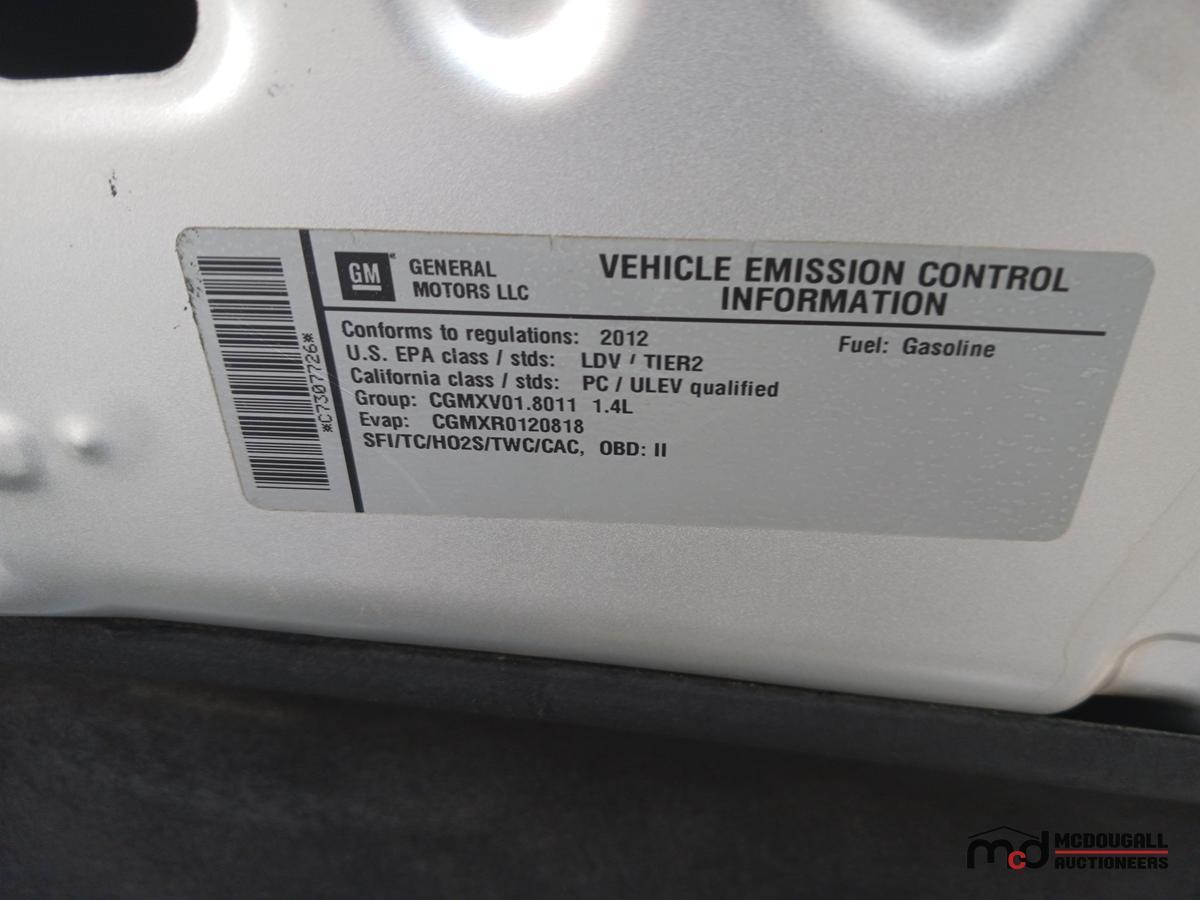 GM
GENERAL
MOTORS LLC
VEHICLE EMISSION CONTROL
INFORMATION
Conforms to regulations: 2012
Fuel: Gasoline
U.S. EPA class / stds: LDV / TIER2
California class / stds: PC / ULEV qualified
Group: CGMXV01.8011 1.4L
Evap: CGMXR0120818
SFI/TC/HO2S/TWC/CAC, OBD: II
*C7307726*
mcd
MCDOUGALL
AUCTIONEERS